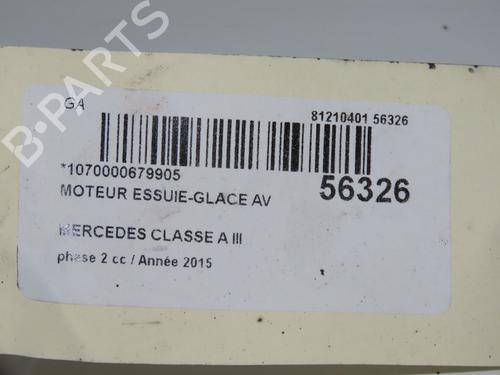 GA
81210401 56326
*1070000679905
56326
MOTEUR ESSUIE-GLACE AV
MERCEDES CLASSE A III
phase 2 cc / Année 2015
B-PARTS